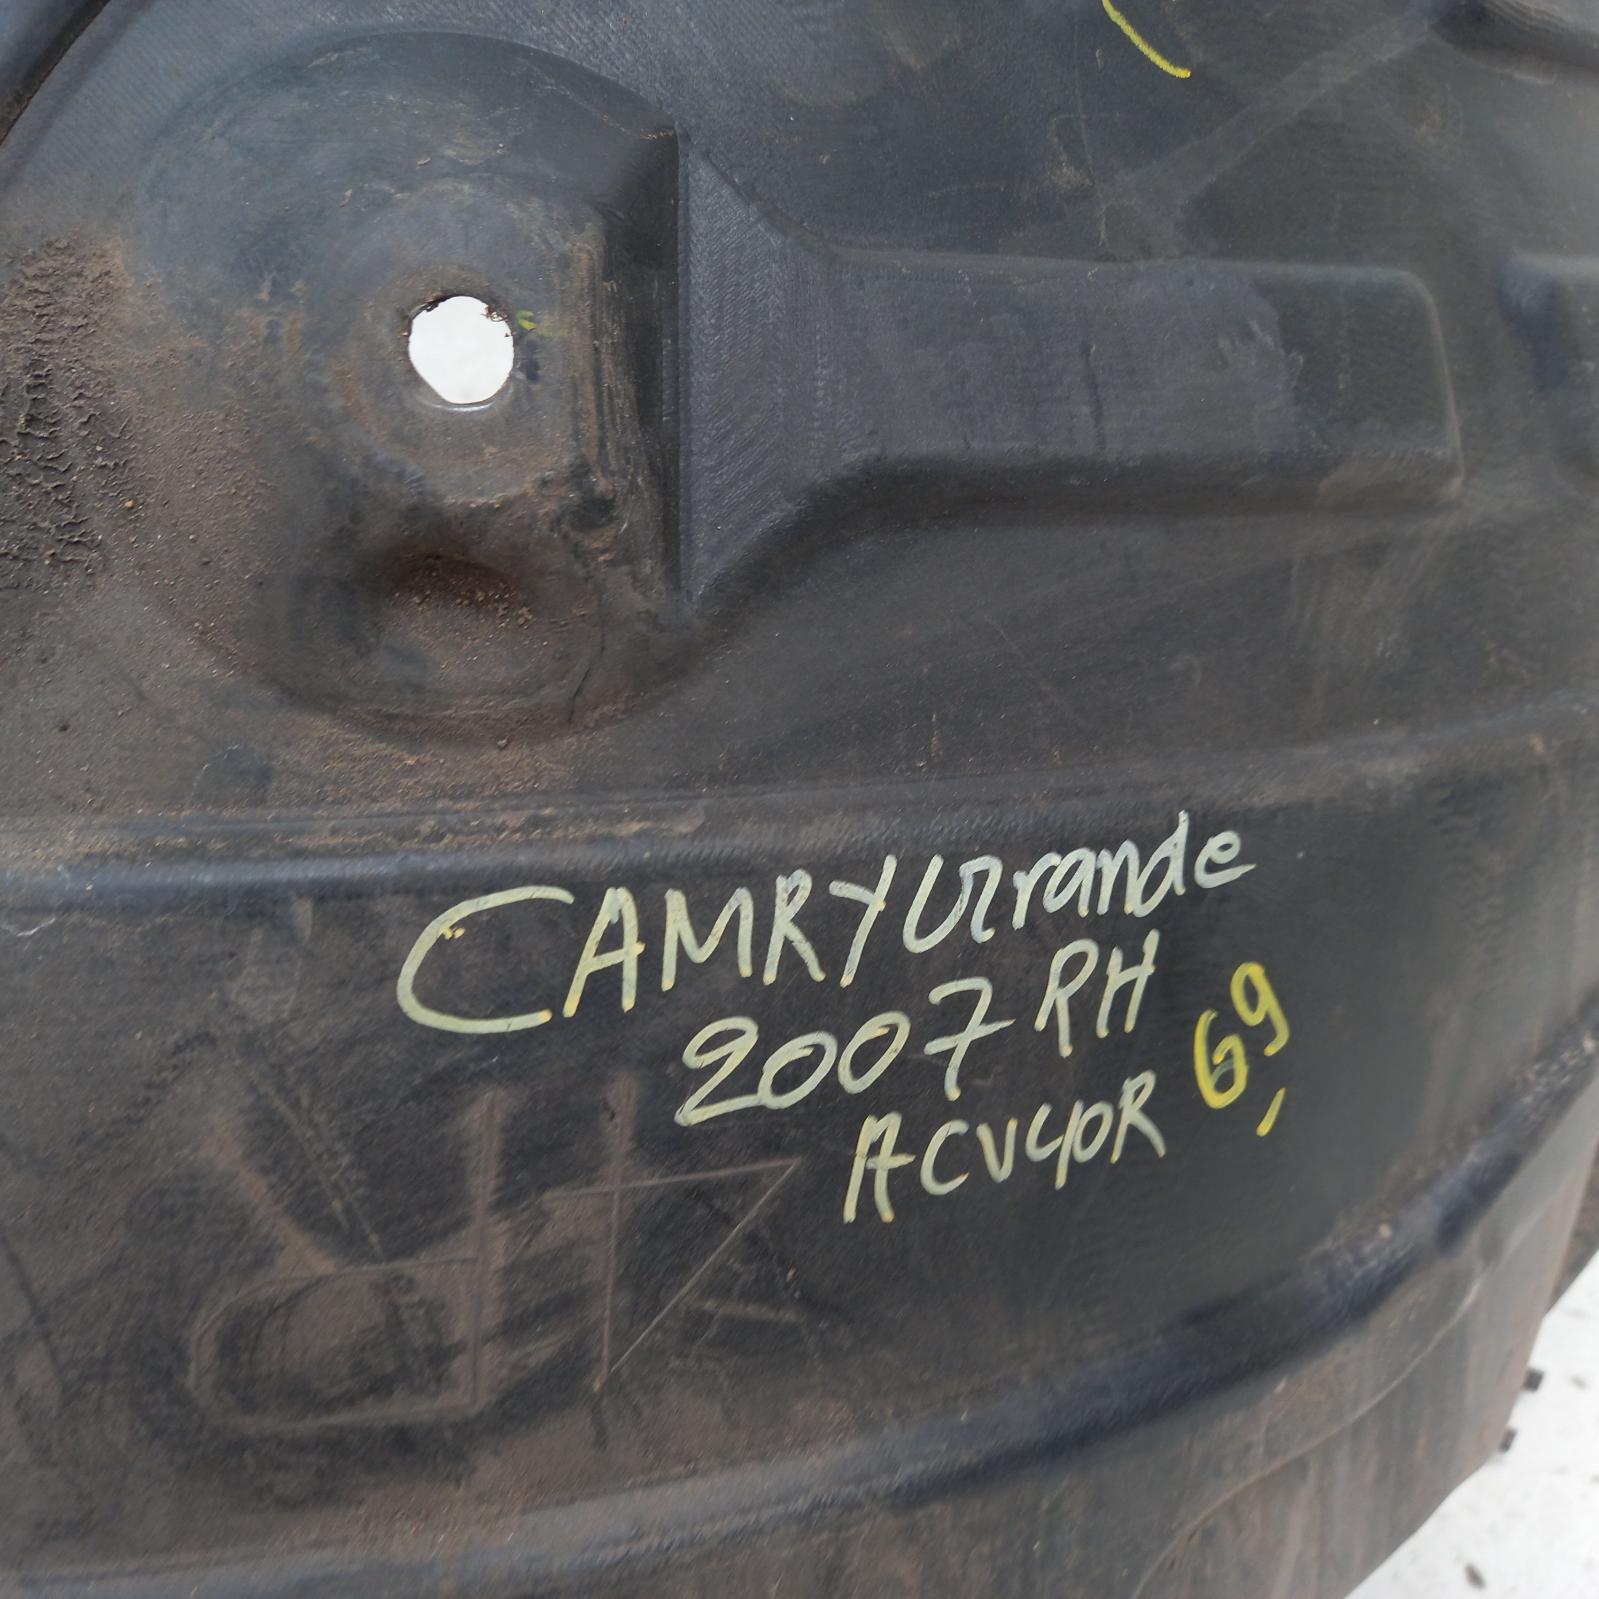 CAMRY Grande
2007 RH
ACV40R 69